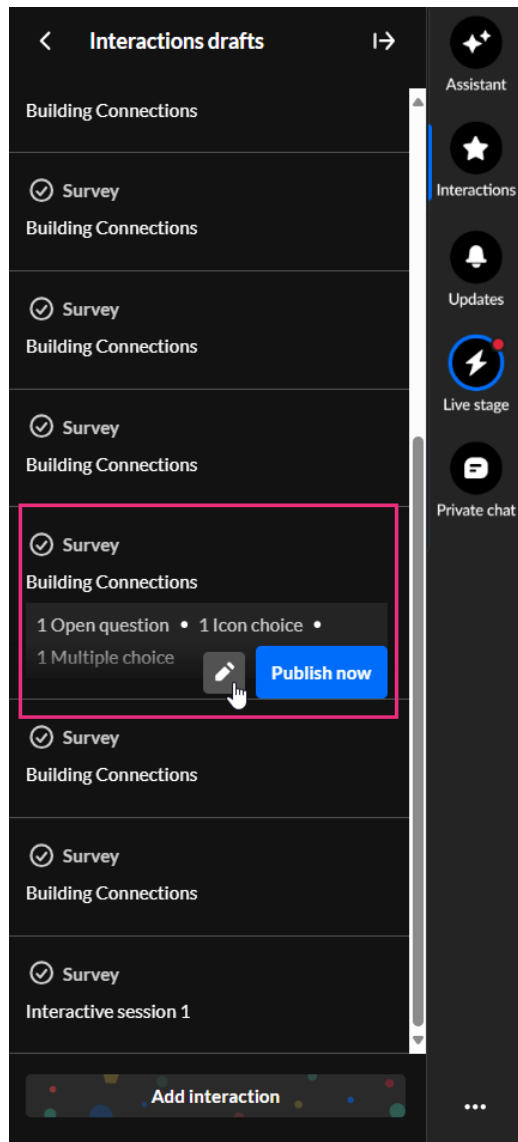 Interactions drafts
Building Connections
Survey
Building Connections
Survey
Building Connections
Survey
Building Connections
Survey
Building Connections
1 Open question • 1 Icon choice •
1 Multiple choice
Publish now
Survey
Building Connections
Survey
Building Connections
Survey
Interactive session 1
Add interaction
Assistant
Interactions
Updates
Live stage
Private chat